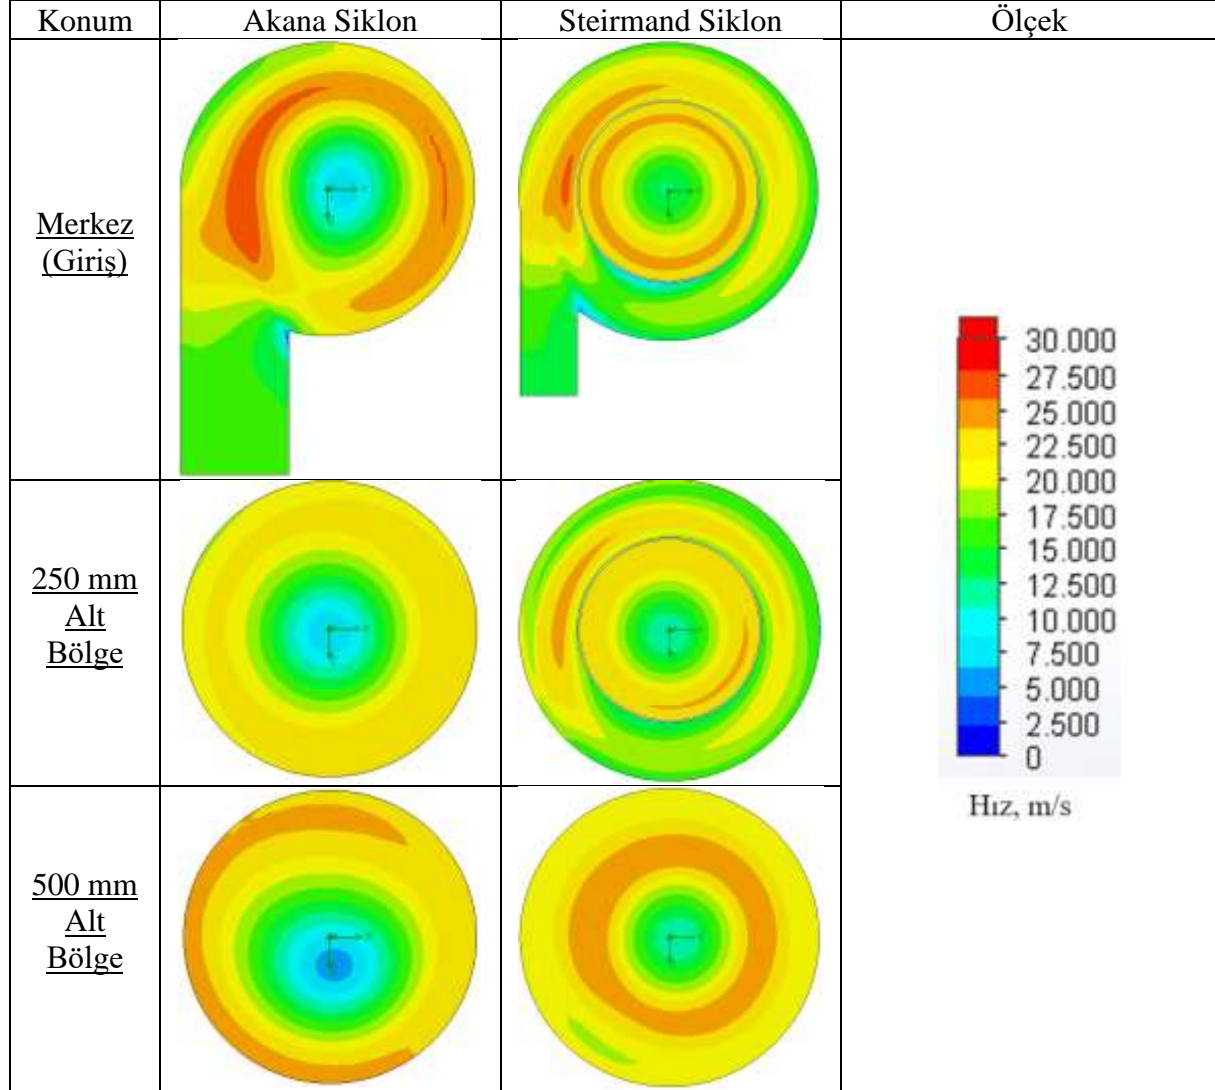 Konum
Akana Siklon
Steirmand Siklon
Ölçek
Merkez
(Giriş)
250 mm
Alt
Bölge
500 mm
Alt
Bölge
30.000
27.500
25.000
22.500
20.000
17.500
15.000
12.500
10.000
7.500
5.000
2.500
0
Hız, m/s